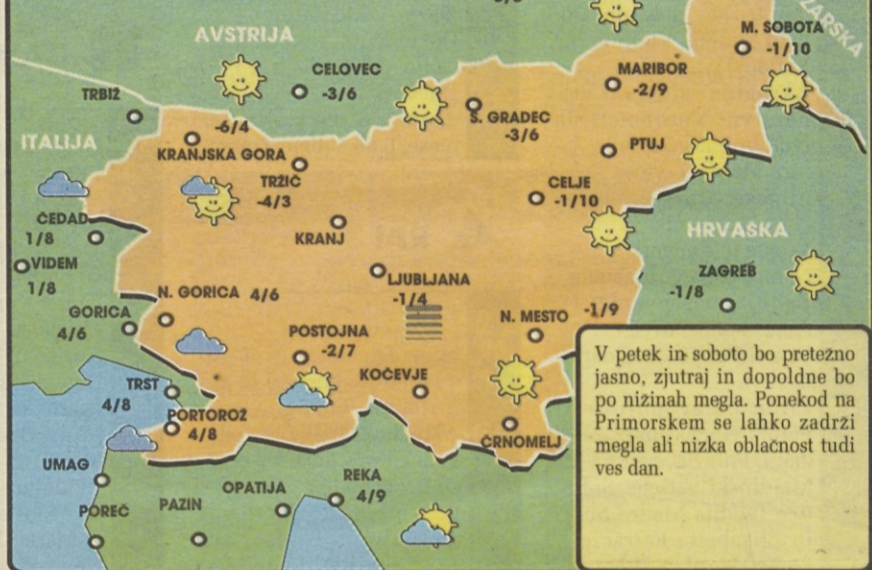 M. SOBOTA
-1/10
AVSTRIJA
CELOVEC
-3/6
MARIBOR
-2/9
TRBIŽ
-6/4
S. GRADEC
-3/6
ITALIJA
KRANJSKA GORA
PTUJ
TRŽIČ
-4/3
CELJE
-1/10
ČEDAD
1/8
KRANJ
HRVAŠKA
VIDEM
1/8
LJUBLJANA
-1/4
ZAGREB
-1/8
N. GORICA 4/6
GORICA
4/6
N. MESTO -1/9
POSTOJNA
-2/7
KOČEVJE
TRST
4/8
PORTOROŽ
4/8
ČRNOMELJ
UMAG
REKA
4/9
OPATIJA
PAZIN
POREČ
V petek in soboto bo pretežno
jasno, zjutraj in dopoldne bo
po nižinah megla. Ponekod na
Primorskem se lahko zadrži
megla ali nizka oblačnost tudi
ves dan.